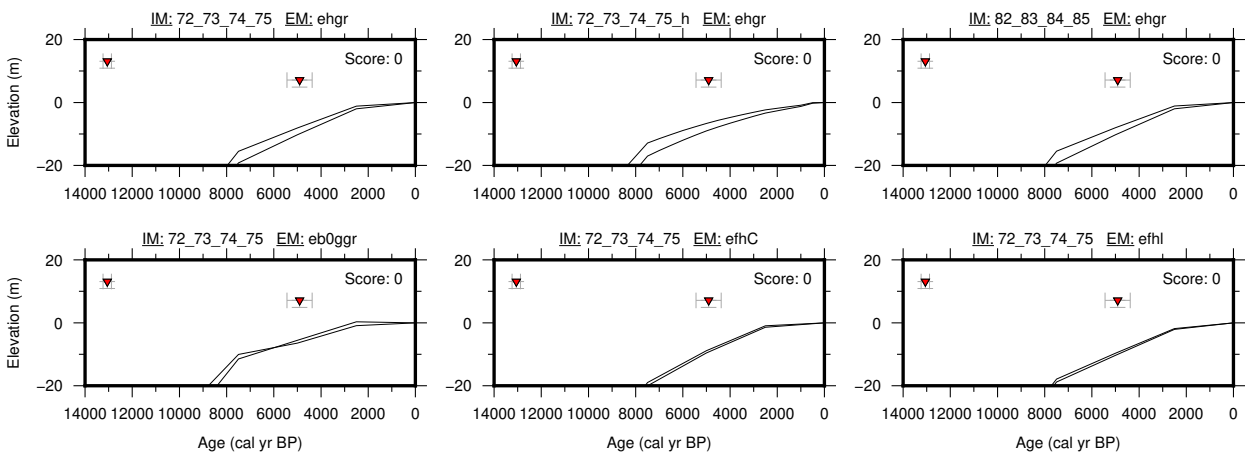 IM: 72_73_74_75 EM: ehgr
IM: 72_73_74_75_h EM: ehgr
IM: 82_83_84_85 EM: ehgr
Elevation (m)
20
0
−20
Score: 0
Score: 0
Score: 0
14000 12000 10000 8000 6000 4000 2000 0
14000 12000 10000 8000 6000 4000 2000 0
14000 12000 10000 8000 6000 4000 2000 0
IM: 72_73_74_75 EM: eb0ggr
IM: 72_73_74_75 EM: efhC
IM: 72_73_74_75 EM: efhl
Elevation (m)
20
0
−20
Score: 0
Score: 0
Score: 0
20
0
−20
20
0
−20
20
0
−20
20
0
−20
14000 12000 10000 8000 6000 4000 2000 0
14000 12000 10000 8000 6000 4000 2000 0
14000 12000 10000 8000 6000 4000 2000 0
Age (cal yr BP)
Age (cal yr BP)
Age (cal yr BP)